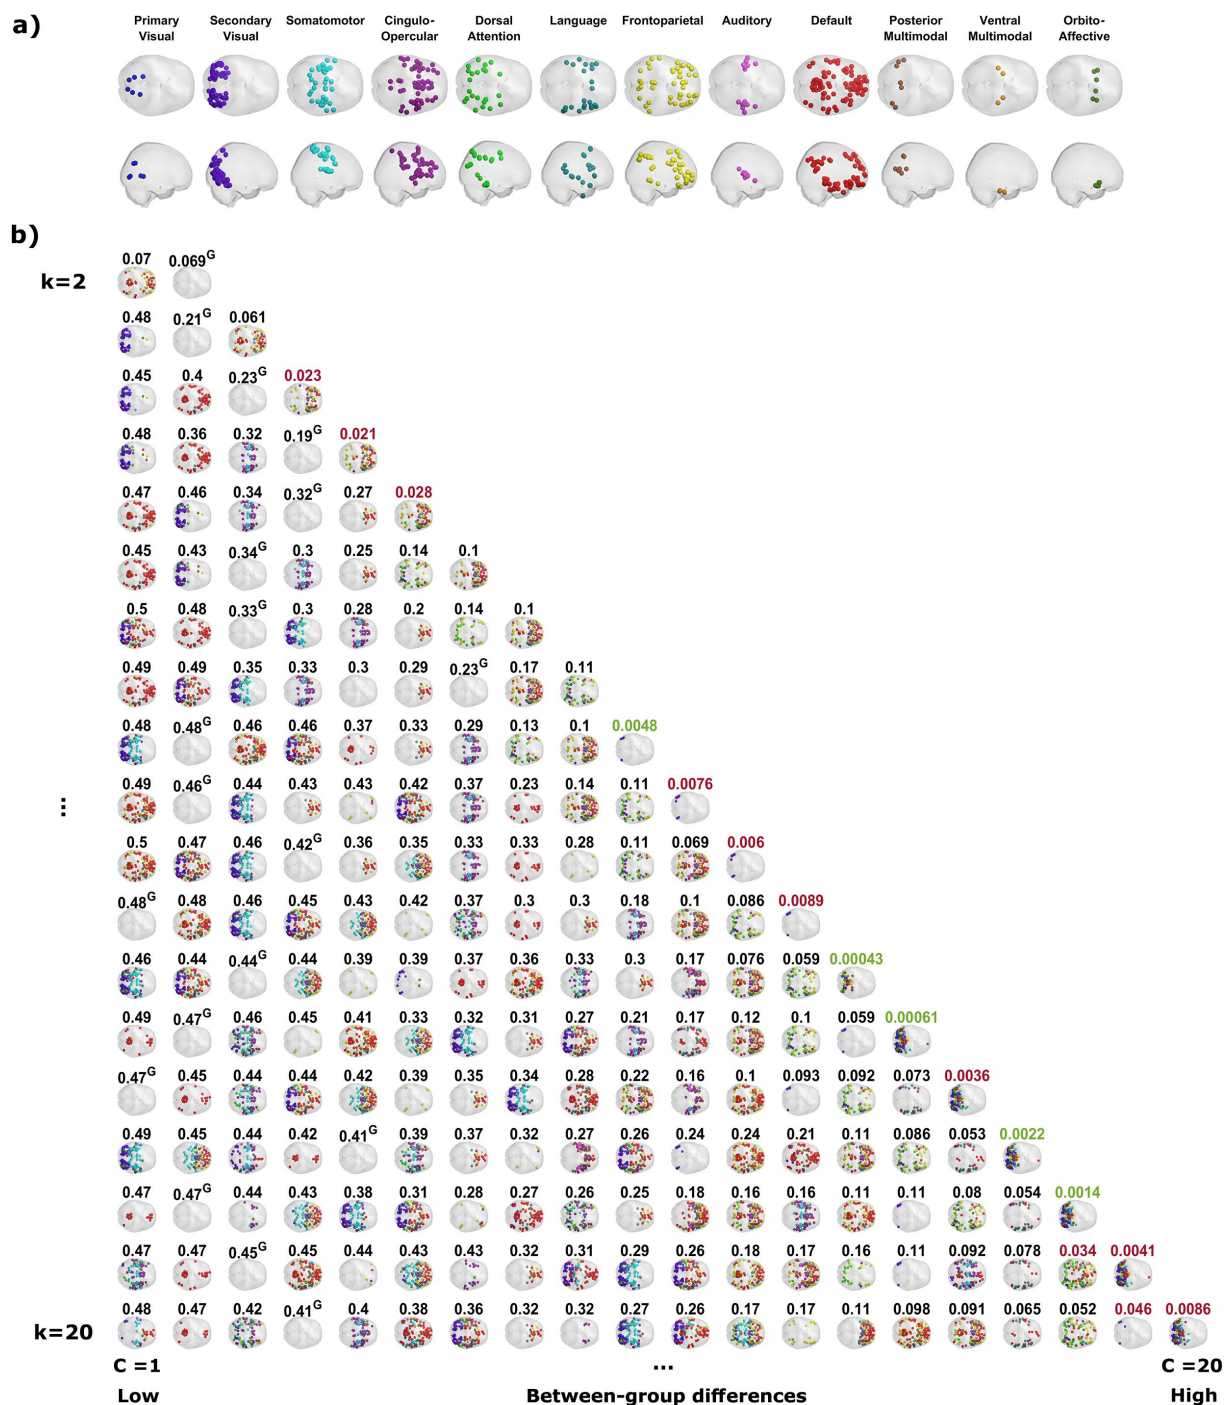 a)
Primary Visual
Secondary Visual
Somatomotor
Cingulo-Opercular
Dorsal Attention
Language
Frontoparietal
Auditory
Default
Posterior Multimodal
Ventral Multimodal
Orbito-Affective
b)
k=2
0.07 0.069G
0.48 0.21G 0.061
0.45 0.4 0.23G 0.023
0.48 0.36 0.32 0.19G 0.021
0.47 0.46 0.34 0.32G 0.27 0.028
0.45 0.43 0.34G 0.3 0.25 0.14 0.1
0.5 0.48 0.33G 0.3 0.28 0.2 0.14 0.1
0.49 0.49 0.35 0.33 0.3 0.29 0.23G 0.17 0.11
0.48 0.48G 0.46 0.46 0.37 0.33 0.29 0.13 0.1 0.0048
...
0.49 0.46G 0.44 0.43 0.43 0.42 0.37 0.23 0.14 0.11 0.0076
0.5 0.47 0.46 0.42G 0.36 0.35 0.33 0.33 0.28 0.11 0.069 0.006
0.48G 0.48 0.46 0.45 0.43 0.42 0.37 0.3 0.3 0.18 0.1 0.086 0.0089
0.46 0.44 0.44G 0.44 0.39 0.39 0.37 0.36 0.33 0.3 0.17 0.076 0.059 0.00043
0.49 0.47G 0.46 0.45 0.41 0.33 0.32 0.31 0.27 0.21 0.17 0.12 0.1 0.059 0.00061
0.47G 0.45 0.44 0.44 0.42 0.39 0.35 0.34 0.28 0.22 0.16 0.1 0.093 0.092 0.073 0.0036
0.49 0.45 0.44 0.42 0.41G 0.39 0.37 0.32 0.27 0.26 0.24 0.24 0.21 0.11 0.086 0.053 0.0022
0.47 0.47G 0.44 0.43 0.38 0.31 0.28 0.27 0.26 0.25 0.18 0.16 0.16 0.11 0.11 0.08 0.054 0.0014
0.47 0.47 0.45G 0.45 0.44 0.43 0.43 0.32 0.31 0.29 0.26 0.18 0.17 0.16 0.11 0.092 0.078 0.034 0.0041
k=20
0.48 0.47 0.42 0.41G 0.4 0.38 0.36 0.32 0.32 0.27 0.26 0.17 0.17 0.11 0.098 0.091 0.065 0.052 0.046 0.0086
C =1 ... C =20
Low Between-group differences High